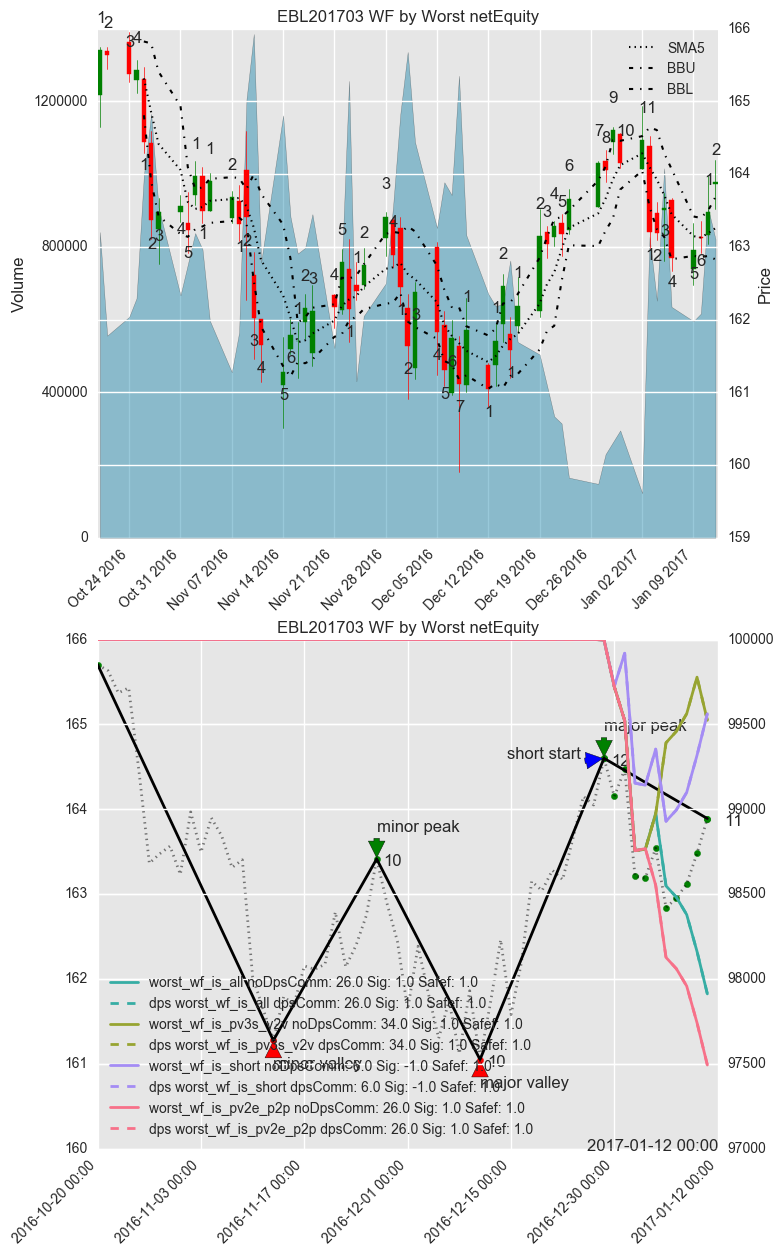 EBL201703 WF by Worst netEquity
SMA5
BBU
BBL
1200000
800000
400000
0
Volume
166
165
164
163
162
161
160
159
Price
Oct 24 2016
Oct 31 2016
Nov 07 2016
Nov 14 2016
Nov 21 2016
Nov 28 2016
Dec 05 2016
Dec 12 2016
Dec 19 2016
Dec 26 2016
Jan 02 2017
Jan 09 2017
EBL201703 WF by Worst netEquity
166
165
164
163
162
161
160
100000
99500
99000
98500
98000
97500
97000
major peak
short start
12
11
minor peak
10
minor valley
10
major valley
worst_wf_is_all noDpsComm: 26.0 Sig: 1.0 Safef: 1.0
dps worst_wf_is_all dpsComm: 26.0 Sig: 1.0 Safef: 1.0
worst_wf_is_pv3s_v2v noDpsComm: 34.0 Sig: 1.0 Safef: 1.0
dps worst_wf_is_pv3s_v2v dpsComm: 34.0 Sig: 1.0 Safef: 1.0
worst_wf_is_short noDpsComm: 6.0 Sig: -1.0 Safef: 1.0
dps worst_wf_is_short dpsComm: 6.0 Sig: -1.0 Safef: 1.0
worst_wf_is_pv2e_p2p noDpsComm: 26.0 Sig: 1.0 Safef: 1.0
dps worst_wf_is_pv2e_p2p dpsComm: 26.0 Sig: 1.0 Safef: 1.0
2017-01-12 00:00
2016-10-20 00:00
2016-11-03 00:00
2016-11-17 00:00
2016-12-01 00:00
2016-12-15 00:00
2016-12-30 00:00
2017-01-12 00:00